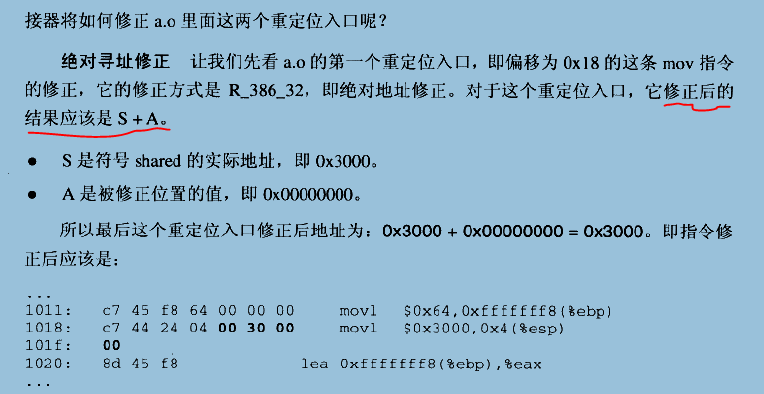 接器将如何修正 a.o 里面这两个重定位入口呢？
绝对寻址修正 让我们先看 a.o 的第一个重定位入口，即偏移为 0x18 的这条 mov 指令
的修正，它的修正方式是 R_386_32，即绝对地址修正。对于这个重定位入口，它修正后的
结果应该是 S + A。
● S 是符号 shared 的实际地址，即 0x3000。
● A 是被修正位置的值，即 0x00000000。
所以最后这个重定位入口修正后地址为：0x3000 + 0x00000000 = 0x3000。即指令修
正后应该是：
...
1011: c7 45 f8 64 00 00 00 movl $0x64,0xfffffff8(%ebp)
1018: c7 44 24 04 00 30 00 movl $0x3000,0x4(%esp)
101f: 00
1020: 8d 45 f8 lea 0xfffffff8(%ebp),%eax
...